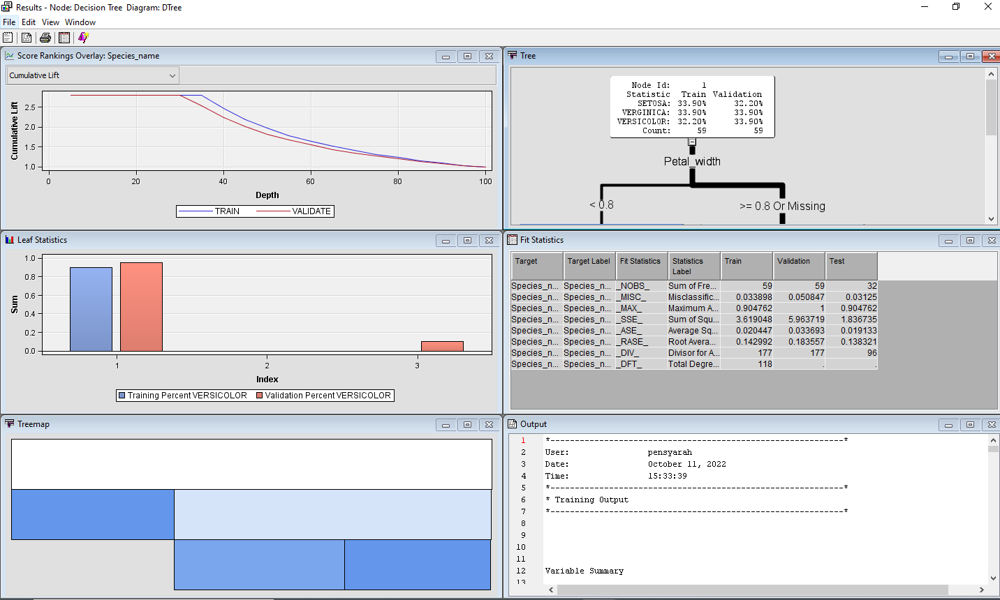 Results - Node: Decision Tree Diagram: DTree
File Edit View Window
Score Rankings Overlay: Species_name
Cumulative Lift
Cumulative Lift
2.5
2.0
1.5
1.0
0 20 40 60 80 100
Depth
TRAIN VALIDATE
Tree
Node Id: 1
Statistic Train Validation
SETOSA: 33.90% 32.20%
VERGINICA: 33.90% 33.90%
VERSICOLOR: 32.20% 33.90%
Count: 59 59
Petal_width
< 0.8 >= 0.8 Or Missing
Leaf Statistics
Sum
1.0
0.8
0.6
0.4
0.2
0.0
1 2 3
Index
Training Percent VERSICOLOR Validation Percent VERSICOLOR
Fit Statistics
Target Target Label Fit Statistics Statistics Label Train Validation Test
Species_n... Species_n... _NOBS_ Sum of Fre... 59 59 32
Species_n... Species_n... _MISC_ Misclassific... 0.033898 0.050847 0.03125
Species_n... Species_n... _MAX_ Maximum A... 0.904762 1 0.904762
Species_n... Species_n... _SSE_ Sum of Squ... 3.619048 5.963719 1.836735
Species_n... Species_n... _ASE_ Average Sq... 0.020447 0.033693 0.019133
Species_n... Species_n... _RASE_ Root Avera... 0.142992 0.183557 0.138321
Species_n... Species_n... _DIV_ Divisor for A... 177 177 96
Species_n... Species_n... _DFT_ Total Degre... 118 . .
Treemap
Output
1 *------------------------------------------------------------*
2 User: pensyarah
3 Date: October 11, 2022
4 Time: 15:33:39
5 *------------------------------------------------------------*
6 * Training Output
7 *------------------------------------------------------------*
8
9
10
11
12 Variable Summary
13